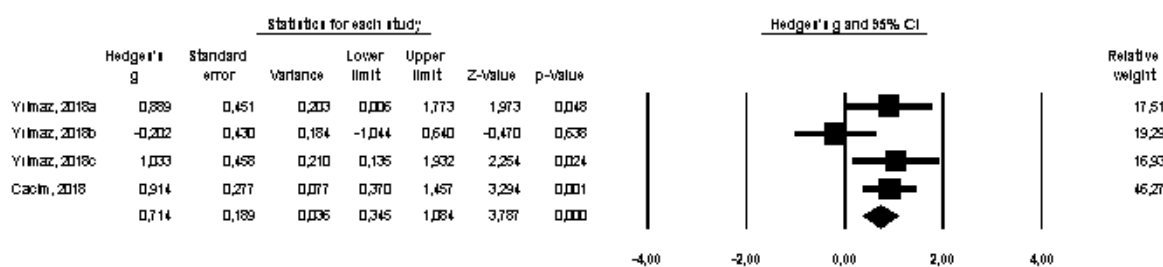 Statistics for each study Hedges's g and 95% CI
Hedges's Standard Lower Upper Relative
g error Variance limit limit Z-Value p-Value weight
Yılmaz, 2018a 0,889 0,451 0,203 0,005 1,773 1,973 0,048 17,51
Yılmaz, 2018b -0,202 0,430 0,184 -1,044 0,640 -0,470 0,638 19,29
Yılmaz, 2018c 1,033 0,458 0,210 0,135 1,932 2,254 0,024 16,93
2018 0,914 0,277 0,077 0,370 1,457 3,294 0,001 46,27
0,714 0,189 0,036 0,345 1,084 3,787 0,000
-4,00 -2,00 0,00 2,00 4,00